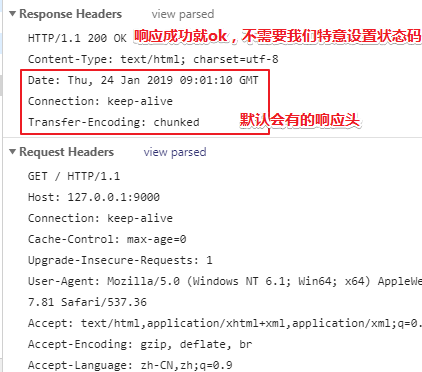 Response Headers view parsed
HTTP/1.1 200 OK 响应成功就ok，不需要我们特意设置状态码
Content-Type: text/html; charset=utf-8
Date: Thu, 24 Jan 2019 09:01:10 GMT
Connection: keep-alive
Transfer-Encoding: chunked 默认会有的响应头
Request Headers view parsed
GET / HTTP/1.1
Host: 127.0.0.1:9000
Connection: keep-alive
Cache-Control: max-age=0
Upgrade-Insecure-Requests: 1
User-Agent: Mozilla/5.0 (Windows NT 6.1; Win64; x64) AppleWe
7.81 Safari/537.36
Accept: text/html,application/xhtml+xml,application/xml;q=0.
Accept-Encoding: gzip, deflate, br
Accept-Language: zh-CN,zh;q=0.9